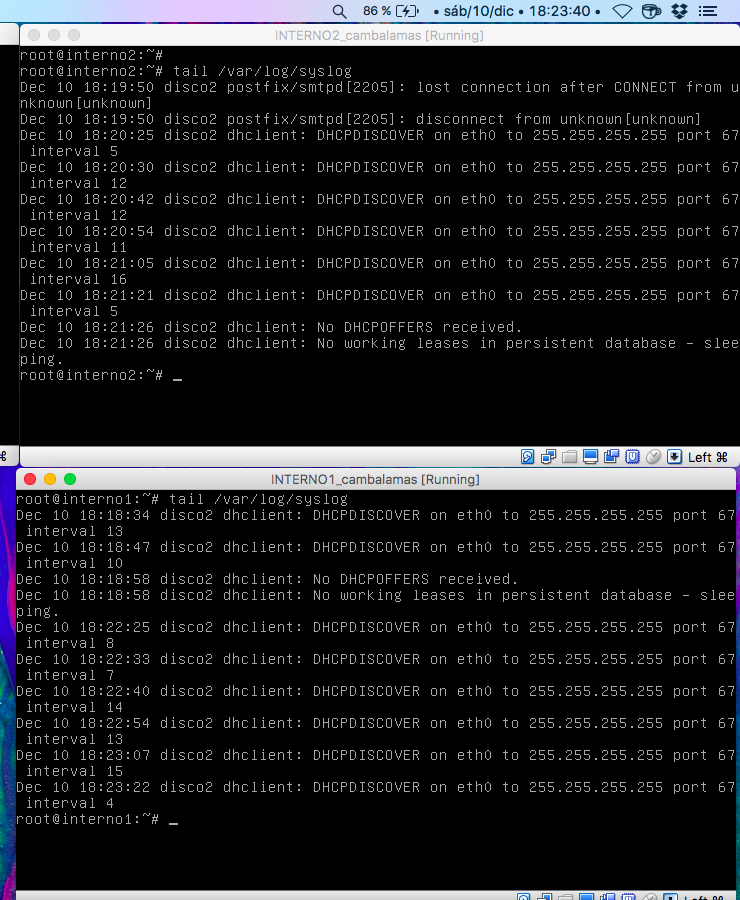 86 % • sáb/10/dic • 18:23:40 •
INTERNO2_cambalamas [Running]
root@interno2:~#
root@interno2:~# tail /var/log/syslog
Dec 10 18:19:50 disco2 postfix/smtpd[2205]: lost connection after CONNECT from u
nknown[unknown]
Dec 10 18:19:50 disco2 postfix/smtpd[2205]: disconnect from unknown[unknown]
Dec 10 18:20:25 disco2 dhclient: DHCPDISCOVER on eth0 to 255.255.255.255 port 67
 interval 5
Dec 10 18:20:30 disco2 dhclient: DHCPDISCOVER on eth0 to 255.255.255.255 port 67
 interval 12
Dec 10 18:20:42 disco2 dhclient: DHCPDISCOVER on eth0 to 255.255.255.255 port 67
 interval 12
Dec 10 18:20:54 disco2 dhclient: DHCPDISCOVER on eth0 to 255.255.255.255 port 67
 interval 11
Dec 10 18:21:05 disco2 dhclient: DHCPDISCOVER on eth0 to 255.255.255.255 port 67
 interval 16
Dec 10 18:21:21 disco2 dhclient: DHCPDISCOVER on eth0 to 255.255.255.255 port 67
 interval 5
Dec 10 18:21:26 disco2 dhclient: No DHCPOFFERS received.
Dec 10 18:21:26 disco2 dhclient: No working leases in persistent database - slee
ping.
root@interno2:~# _
⌘ Left ⌘
INTERNO1_cambalamas [Running]
root@interno1:~# tail /var/log/syslog
Dec 10 18:18:34 disco2 dhclient: DHCPDISCOVER on eth0 to 255.255.255.255 port 67
 interval 13
Dec 10 18:18:47 disco2 dhclient: DHCPDISCOVER on eth0 to 255.255.255.255 port 67
 interval 10
Dec 10 18:18:58 disco2 dhclient: No DHCPOFFERS received.
Dec 10 18:18:58 disco2 dhclient: No working leases in persistent database - slee
ping.
Dec 10 18:22:25 disco2 dhclient: DHCPDISCOVER on eth0 to 255.255.255.255 port 67
 interval 8
Dec 10 18:22:33 disco2 dhclient: DHCPDISCOVER on eth0 to 255.255.255.255 port 67
 interval 7
Dec 10 18:22:40 disco2 dhclient: DHCPDISCOVER on eth0 to 255.255.255.255 port 67
 interval 14
Dec 10 18:22:54 disco2 dhclient: DHCPDISCOVER on eth0 to 255.255.255.255 port 67
 interval 13
Dec 10 18:23:07 disco2 dhclient: DHCPDISCOVER on eth0 to 255.255.255.255 port 67
 interval 15
Dec 10 18:23:22 disco2 dhclient: DHCPDISCOVER on eth0 to 255.255.255.255 port 67
 interval 4
root@interno1:~# _
Left ⌘